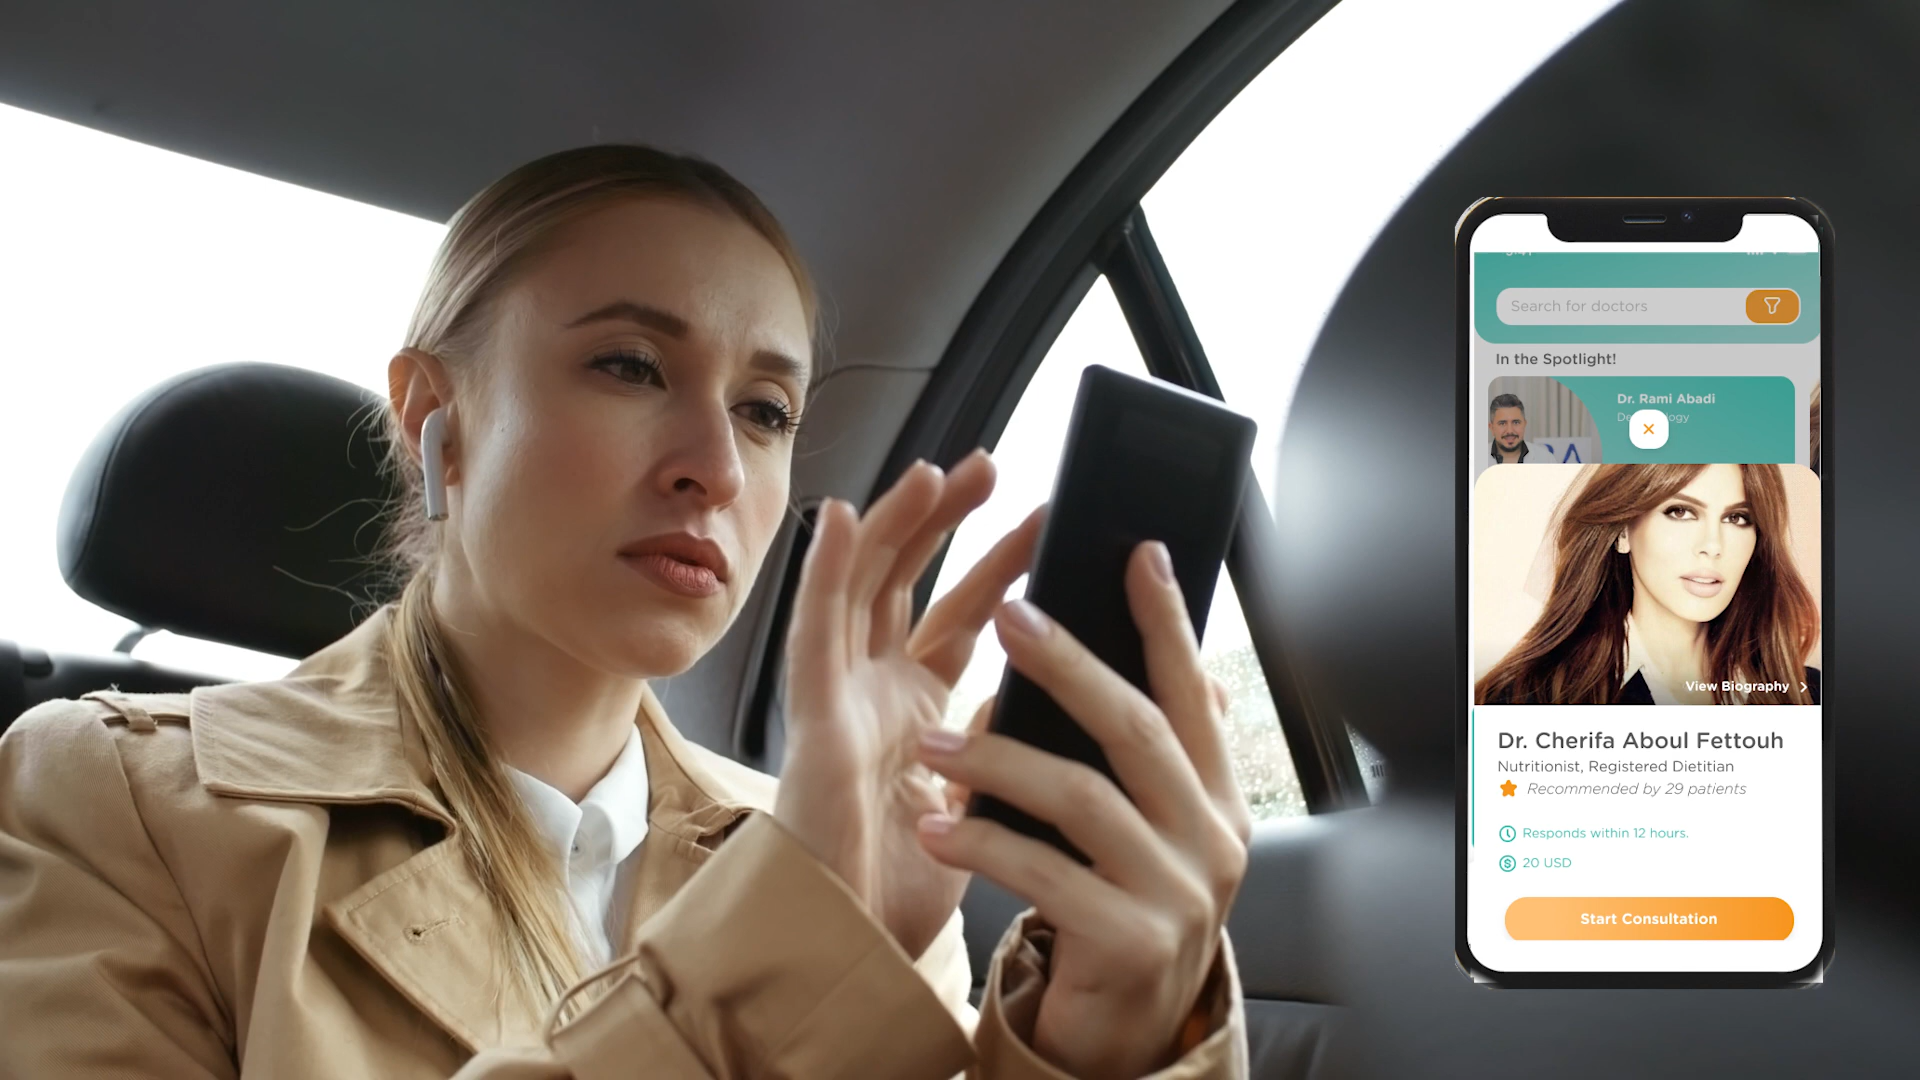 Search for doctors
In the Spotlight!
Dr. Rami Abadi
Dr. Cherifa Aboul Fettouh
View Biography
Nutritionist, Registered Dietitian
Recommended by 29 patients
Responds within 12 hours.
20 USD
Start Consultation